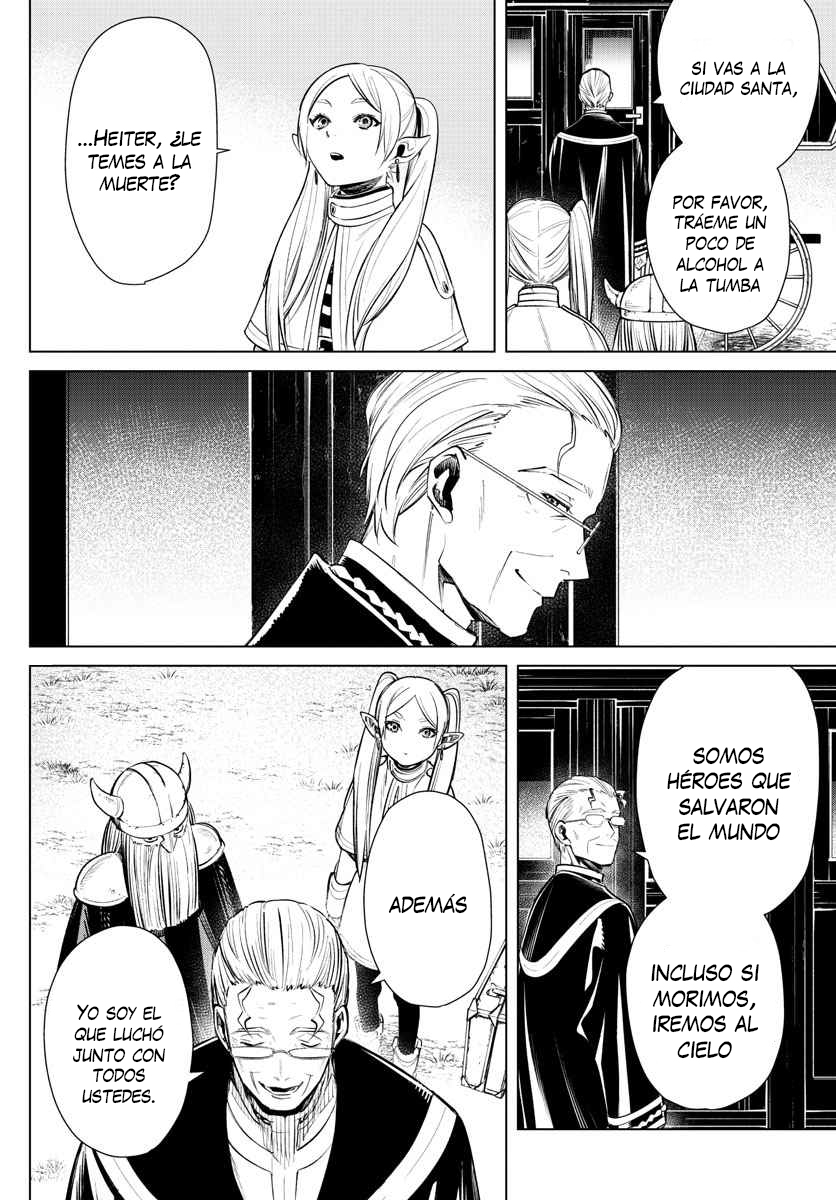 SI VAS A LA
CIUDAD SANTA,
POR FAVOR,
TRÁEME UN
POCO DE
ALCOHOL A
LA TUMBA
...HEITER, ¿LE
TEMES A LA
MUERTE?
SOMOS
HÉROES QUE
SALVARON
EL MUNDO
INCLUSO SI
MORIMOS,
IREMOS AL
CIELO
ADEMÁS
YO SOY EL
QUE LUCHÓ
JUNTO CON
TODOS
USTEDES.